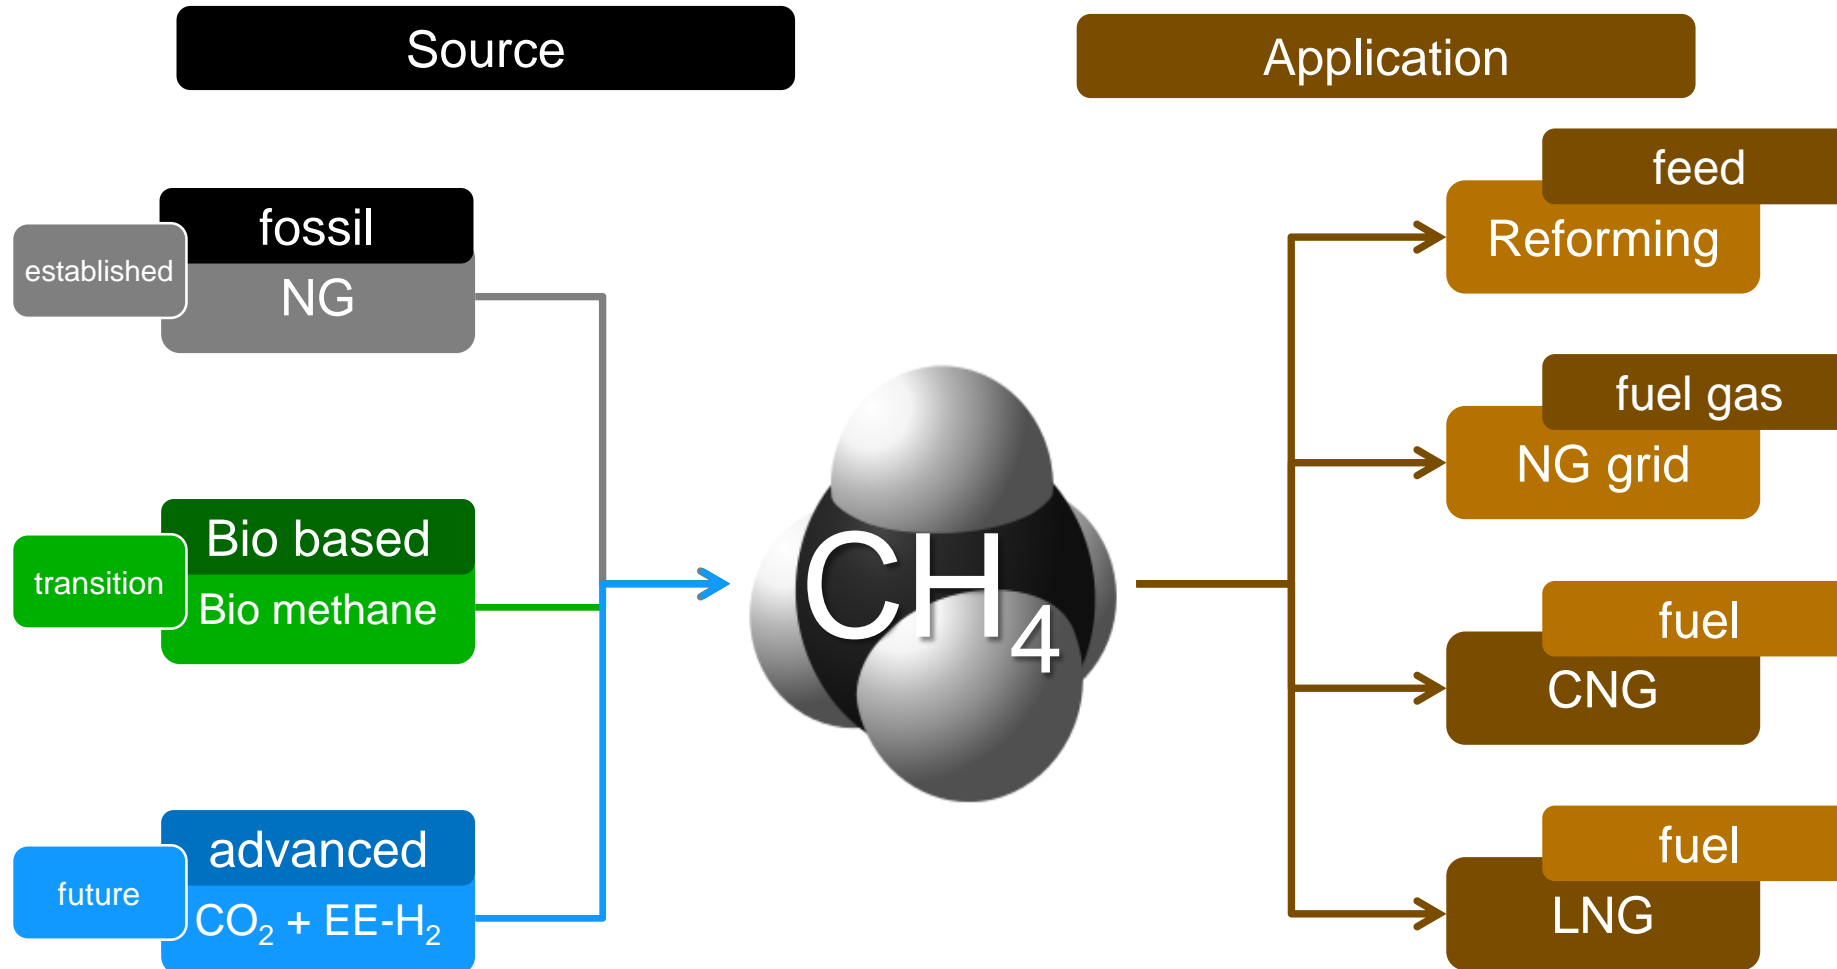 Source
Application
established
fossil
NG
transition
Bio based
Bio methane
future
advanced
CO₂ + EE-H₂
CH₄
feed
Reforming
fuel gas
NG grid
fuel
CNG
fuel
LNG